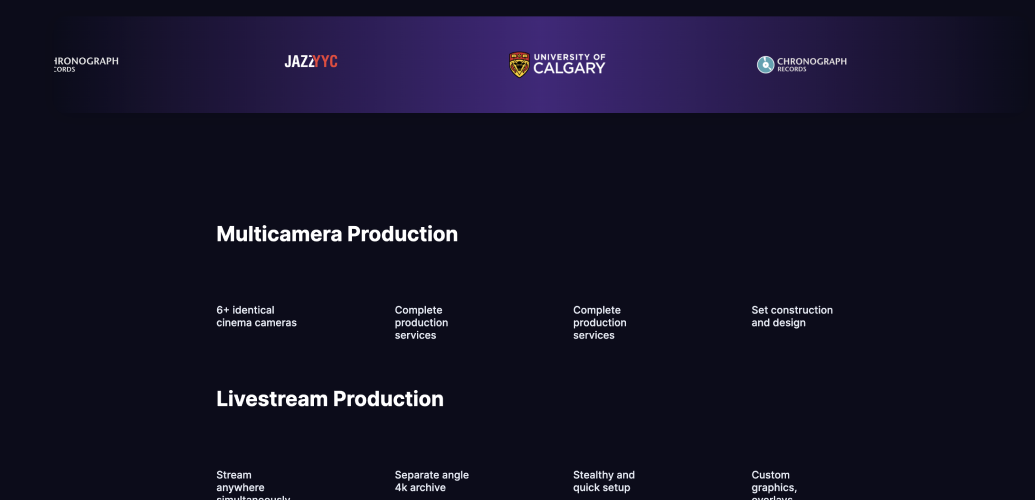 HRONOGRAPH
CORDS
JAZZYYC
UNIVERSITY OF
CALGARY
CHRONOGRAPH
RECORDS
Multicamera Production
6+ identical
cinema cameras
Complete
production
services
Complete
production
services
Set construction
and design
Livestream Production
Stream
anywhere
simultaneously
Separate angle
4k archive
Stealthy and
quick setup
Custom
graphics,
overlays